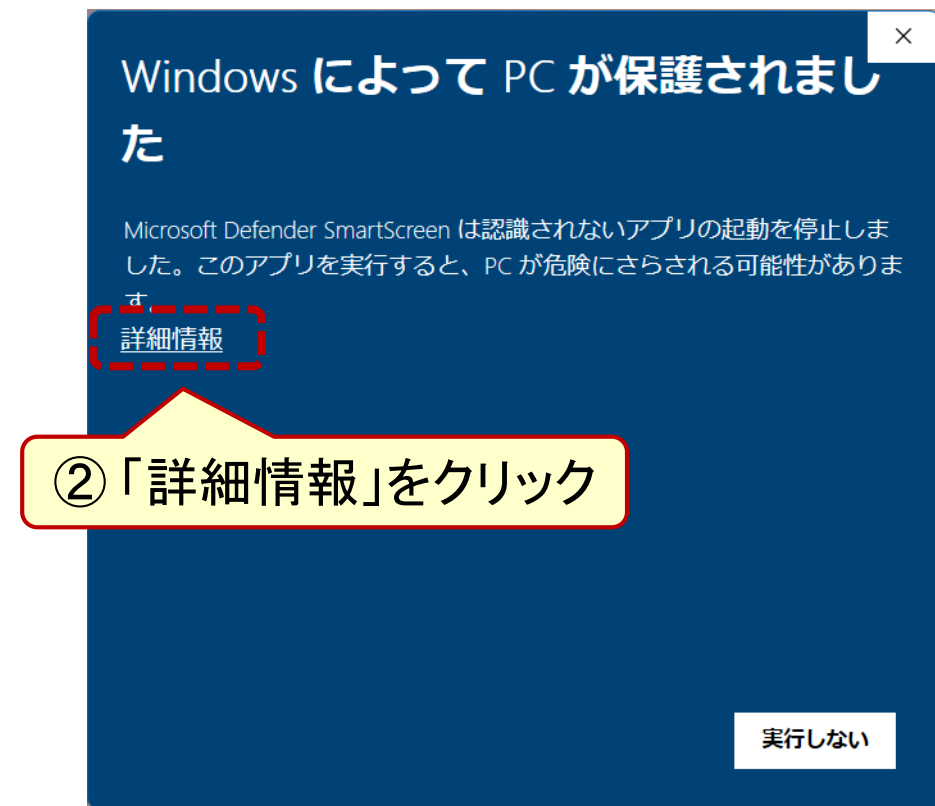 ×
Windows によって PC が保護されまし
た
Microsoft Defender SmartScreen は認識されないアプリの起動を停止しま
した。このアプリを実行すると、PC が危険にさらされる可能性がありま
す。
詳細情報
②「詳細情報」をクリック
実行しない